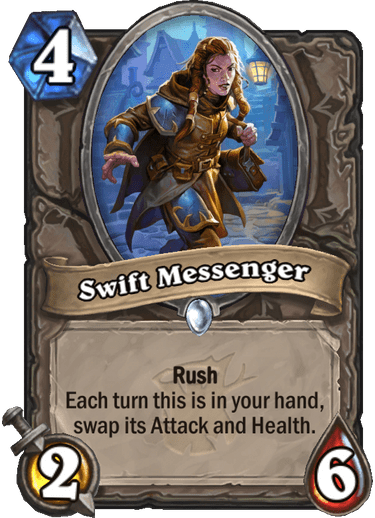 4
Swift Messenger
Rush
Each turn this is in your hand,
swap its Attack and Health.
2
6